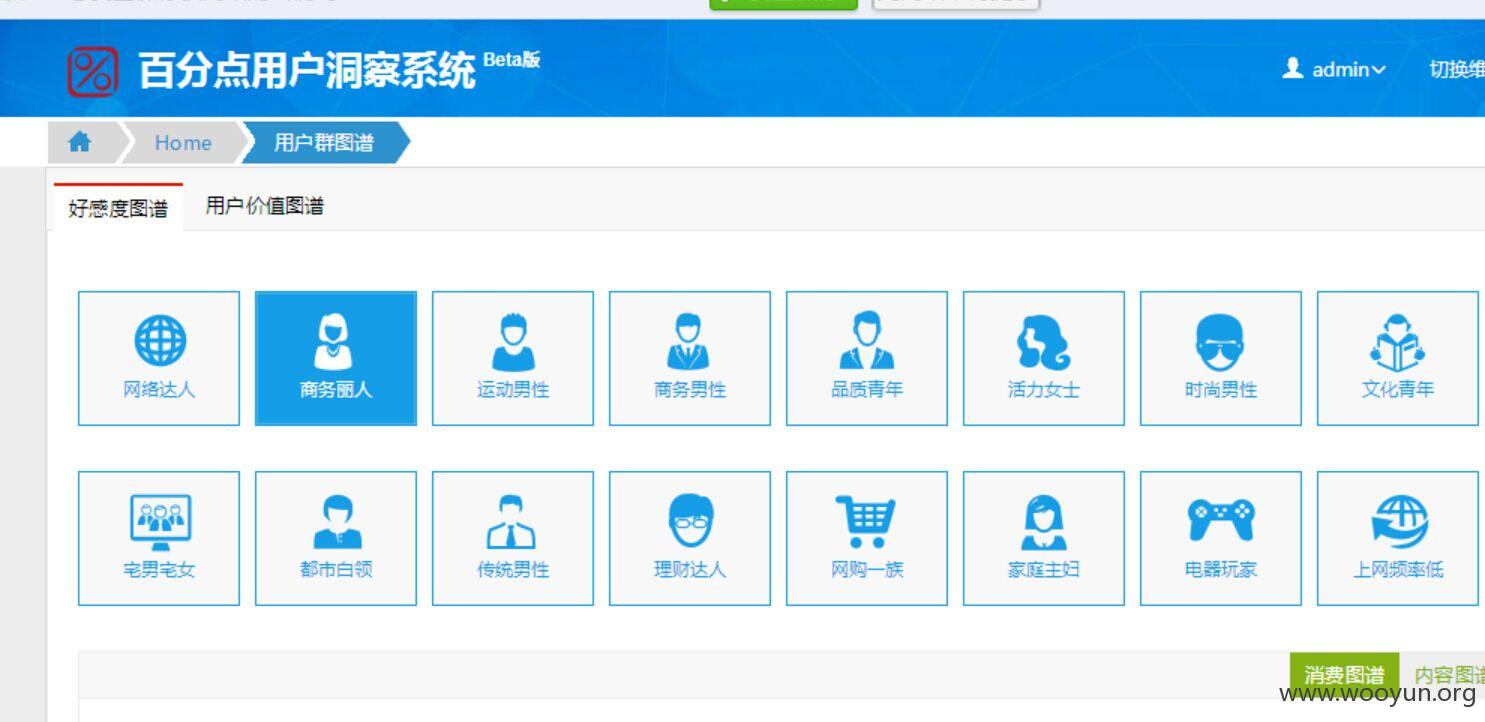 百分点用户洞察系统 Beta版
admin
切换维
Home
用户群图谱
好感度图谱
用户价值图谱
网络达人
商务丽人
运动男性
商务男性
品质青年
活力女士
时尚男性
文化青年
宅男宅女
都市白领
传统男性
理财达人
网购一族
家庭主妇
电器玩家
上网频率低
消费图谱
内容图谱
www.wooyun.org